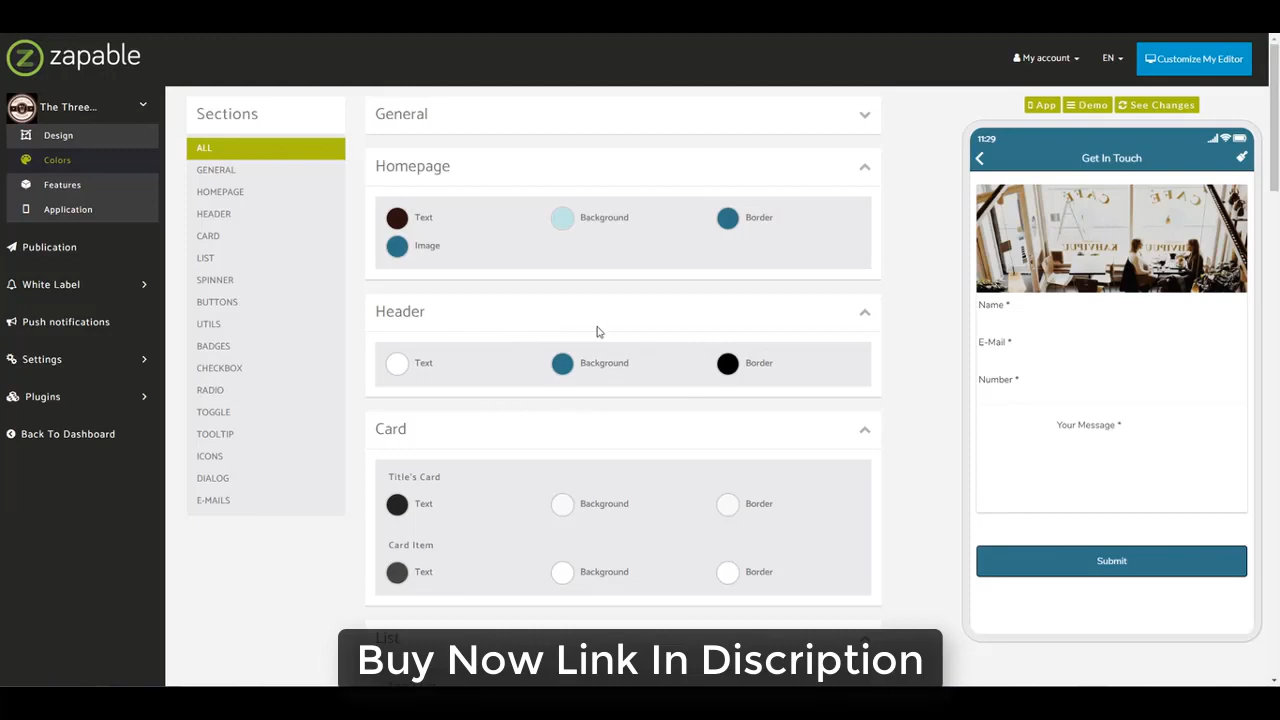 zapable
My account
EN
Customize My Editor
The Three...
Design
Colors
Features
Application
Publication
White Label
Push notifications
Settings
Plugins
Back To Dashboard
Sections
ALL
GENERAL
HOMEPAGE
HEADER
CARD
LIST
SPINNER
BUTTONS
UTILS
BADGES
CHECKBOX
RADIO
TOGGLE
TOOLTIP
ICONS
DIALOG
E-MAILS
General
Homepage
Text Background Border
Image
Header
Text Background Border
Card
Title's Card
Text Background Border
Card Item
Text Background Border
List
App Demo See Changes
11:29
Get In Touch
CAFÉ CAFÉ
KAHVIPUU
Name *
E-Mail *
Number *
Your Message *
Submit
Buy Now Link In Discription